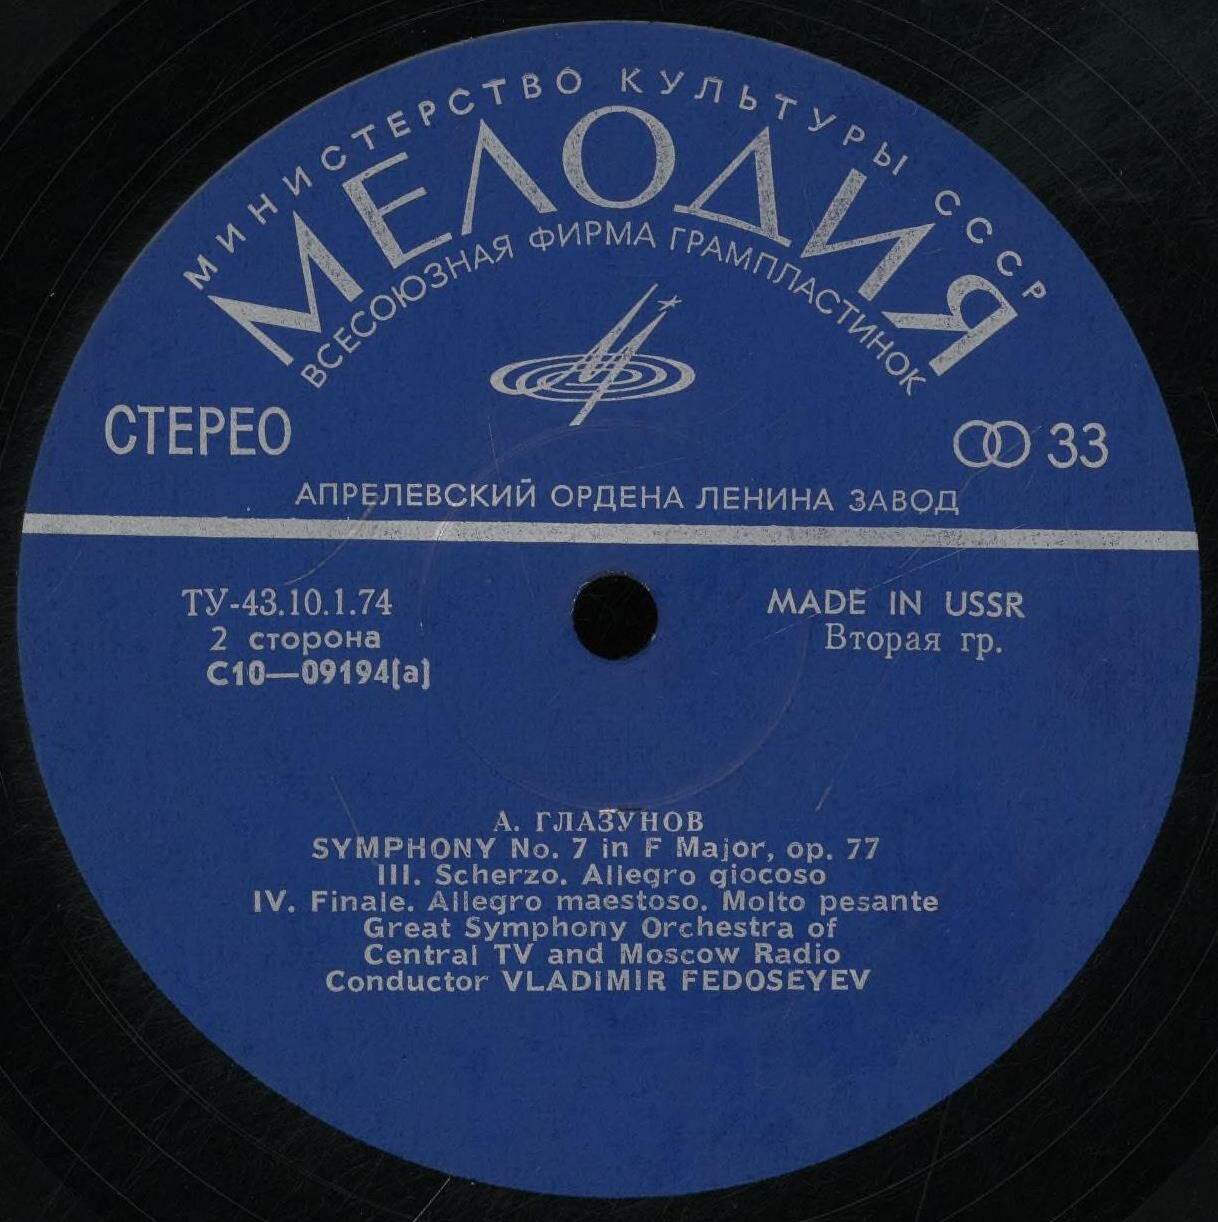 МИНИСТЕРСТВО КУЛЬТУРЫ СССР
МЕЛОДИЯ
ВСЕСОЮЗНАЯ ФИРМА ГРАМПЛАСТИНОК
СТЕРЕО
33
АПРЕЛЕВСКИЙ ОРДЕНА ЛЕНИНА ЗАВОД
ТУ-43.10.1.74
MADE IN USSR
2 сторона
Вторая гр.
С10—09194(а)
А. ГЛАЗУНОВ
SYMPHONY No. 7 in F Major, op. 77
III. Scherzo. Allegro giocoso
IV. Finale. Allegro maestoso. Molto pesante
Great Symphony Orchestra of
Central TV and Moscow Radio
Conductor VLADIMIR FEDOSEYEV